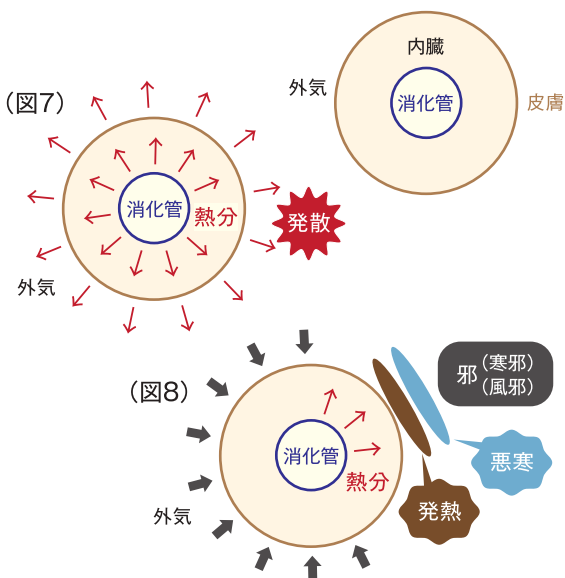 内臓
外気
消化管
皮膚
(図7)
消化管
熱分
発散
外気
(図8)
邪(寒邪)
(風邪)
消化管
熱分
悪寒
発熱
外気